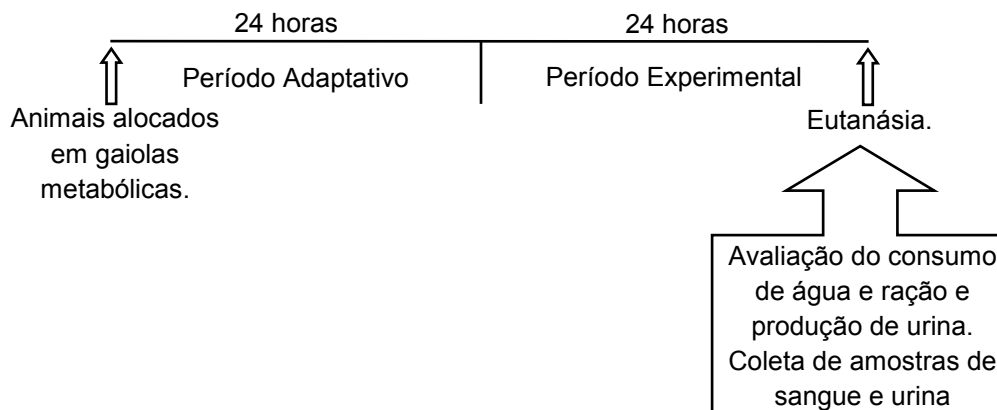 24 horas
24 horas
Período Adaptativo
Período Experimental
Animais alocados
em gaiolas
metabólicas.
Eutanásia.
Avaliação do consumo
de água e ração e
produção de urina.
Coleta de amostras de
sangue e urina